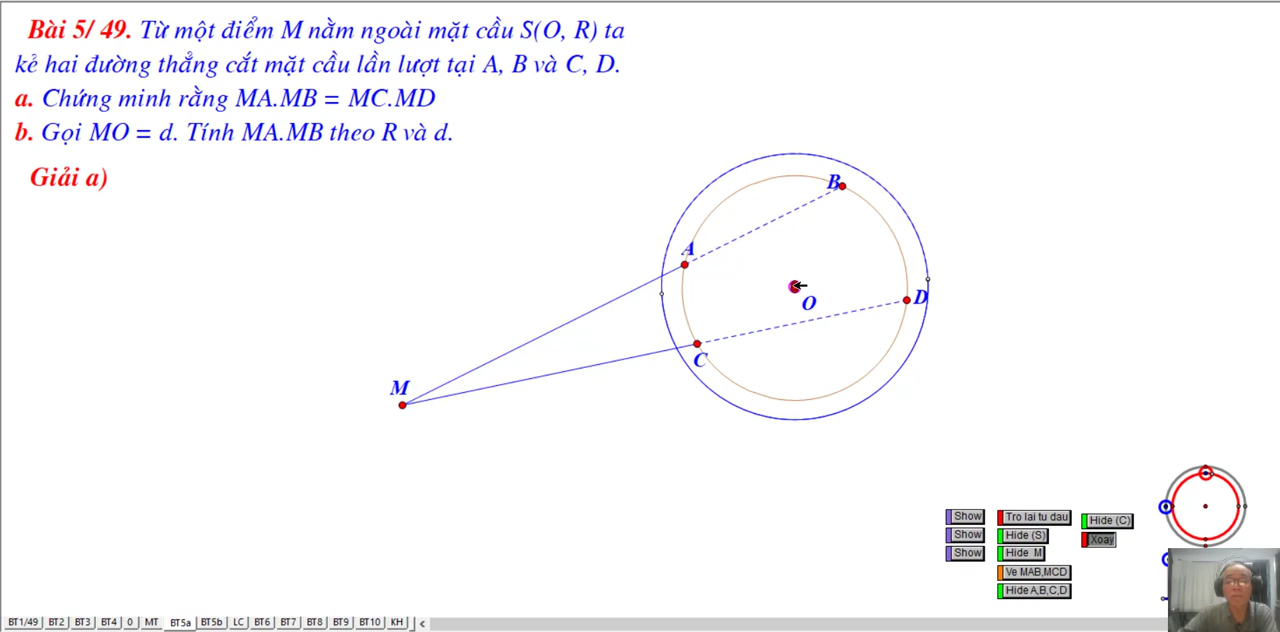 Bài 5/ 49. Từ một điểm M nằm ngoài mặt cầu S(O, R) ta
kẻ hai đường thẳng cắt mặt cầu lần lượt tại A, B và C, D.
a. Chứng minh rằng MA.MB = MC.MD
b. Gọi MO = d. Tính MA.MB theo R và d.
Giải a)
B
A
O
D
C
M
Show
Tro lai tu dau
Hide (C)
Show
Hide (S)
Xoay
Show
Hide M
Ve MAB,MCD
Hide A,B,C,D
BT1/49 BT2 BT3 BT4 0 MT BT5a BT5b LC BT6 BT7 BT8 BT9 BT10 KH <